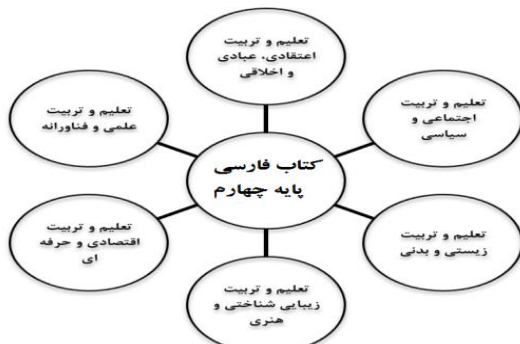 تعلیم و تربیت
اعتقادی، عبادی
و اخلاقی
تعلیم و تربیت
اجتماعی و
سیاسی
تعلیم و تربیت
علمی و فناورانه
کتاب فارسی
پایه چهارم
تعلیم و تربیت
زیستی و بدنی
تعلیم و تربیت
اقتصادی و حرفه
ای
تعلیم و تربیت
زیبایی شناختی و
هنری